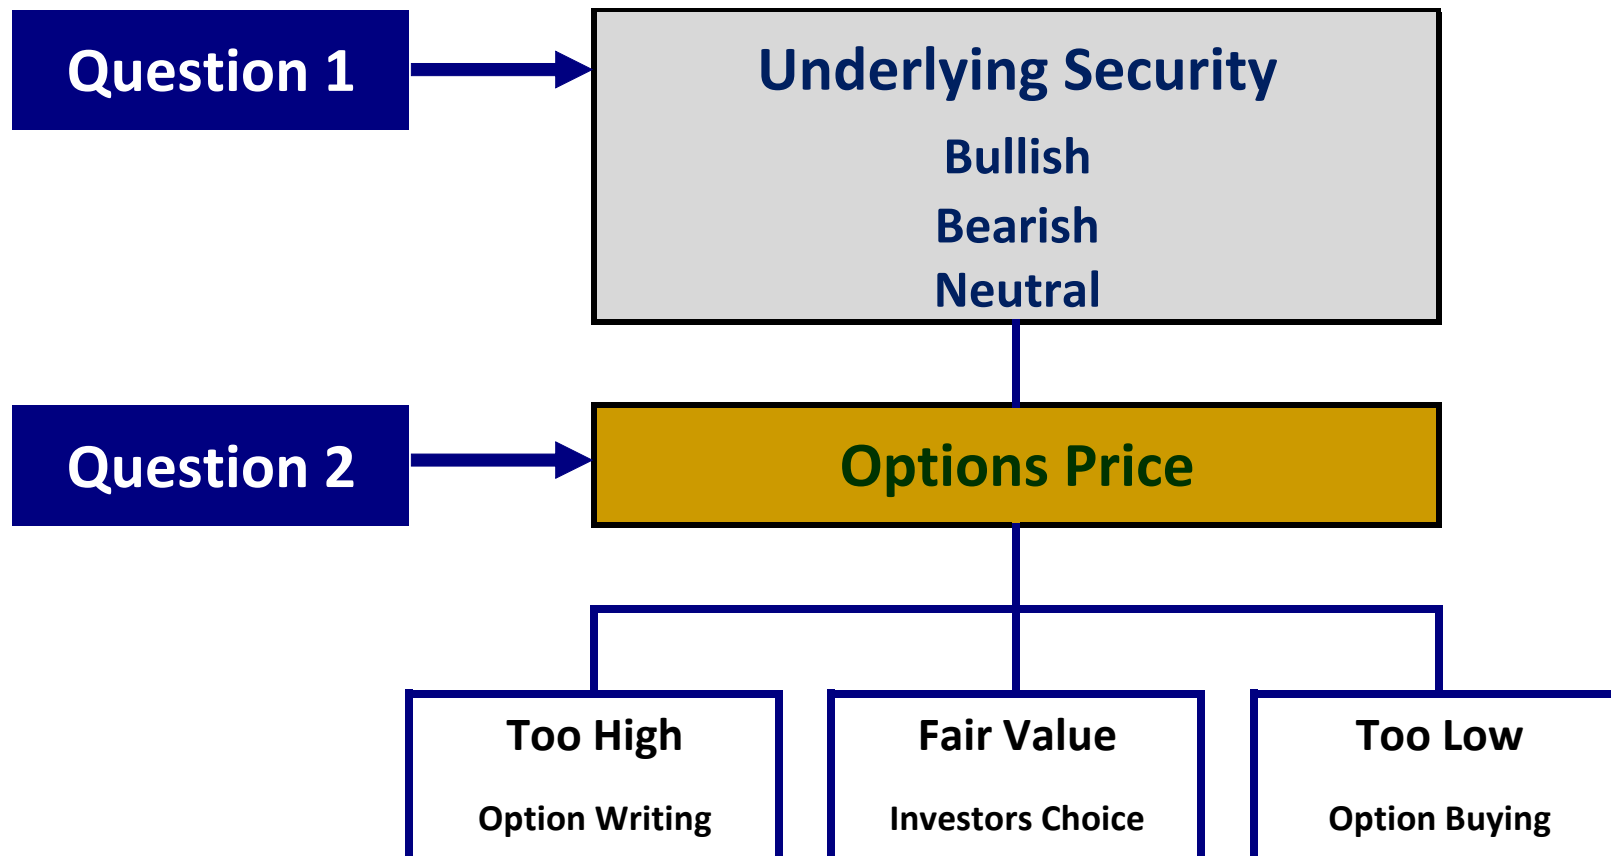 Question 1
Underlying Security
Bullish
Bearish
Neutral
Question 2
Options Price
Too High
Option Writing
Fair Value
Investors Choice
Too Low
Option Buying